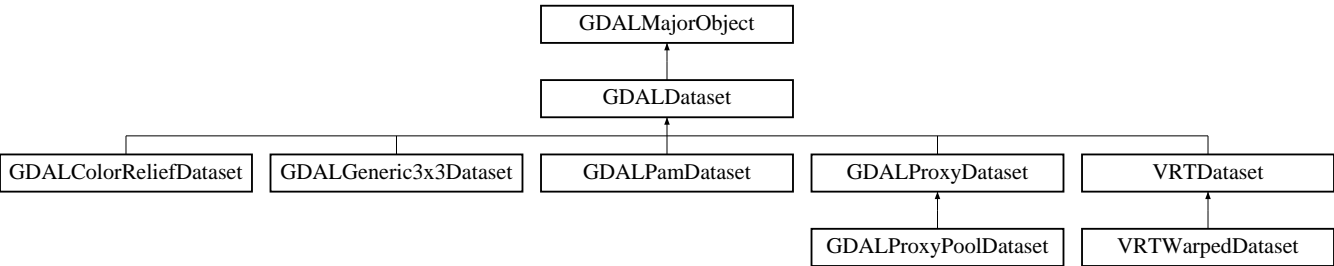 GDALMajorObject
GDALDataset
GDALColorReliefDataset
GDALGeneric3x3Dataset
GDALPamDataset
GDALProxyDataset
VRTDataset
GDALProxyPoolDataset
VRTWarpedDataset